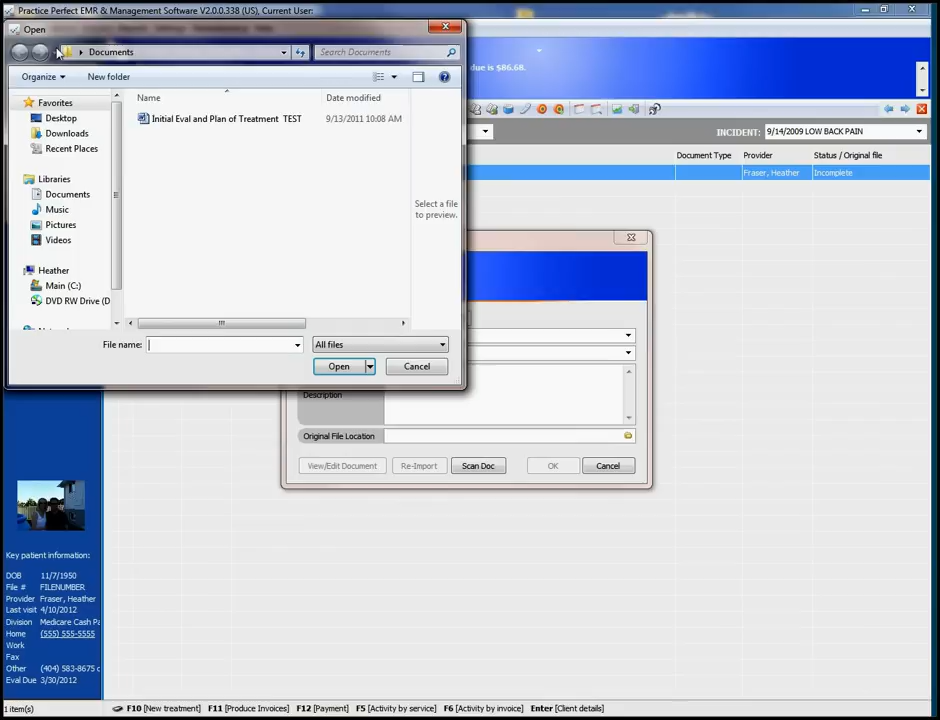 Practice Perfect EMR & Management Software V2.0.0.338 (US), Current User:
Open
Documents
Search Documents
Organize
New folder
Favorites
Desktop
Downloads
Recent Places
Libraries
Documents
Music
Pictures
Videos
Heather
Main (C:)
DVD RW Drive (D
Name
Date modified
Initial Eval and Plan of Treatment TEST
9/13/2011 10:08 AM
Select a file
to preview.
File name:
All files
Open
Cancel
due is $86.68.
INCIDENT:
9/14/2009 LOW BACK PAIN
Document Type
Provider
Status / Original file
Fraser, Heather
Incomplete
Description
Original File Location
View/Edit Document
Re-Import
Scan Doc
OK
Cancel
Key patient information:
DOB 11/7/1950
File # FILENUMBER
Provider Fraser, Heather
Last visit 4/10/2012
Division Medicare Cash Pa
Home (555) 555-5555
Work
Fax
Other (404) 583-8675 c
Eval Due 3/30/2012
1 item(s)
F10 [New treatment] F11 [Produce Invoices] F12 [Payment] F5 [Activity by service] F6 [Activity by invoice] Enter [Client details]